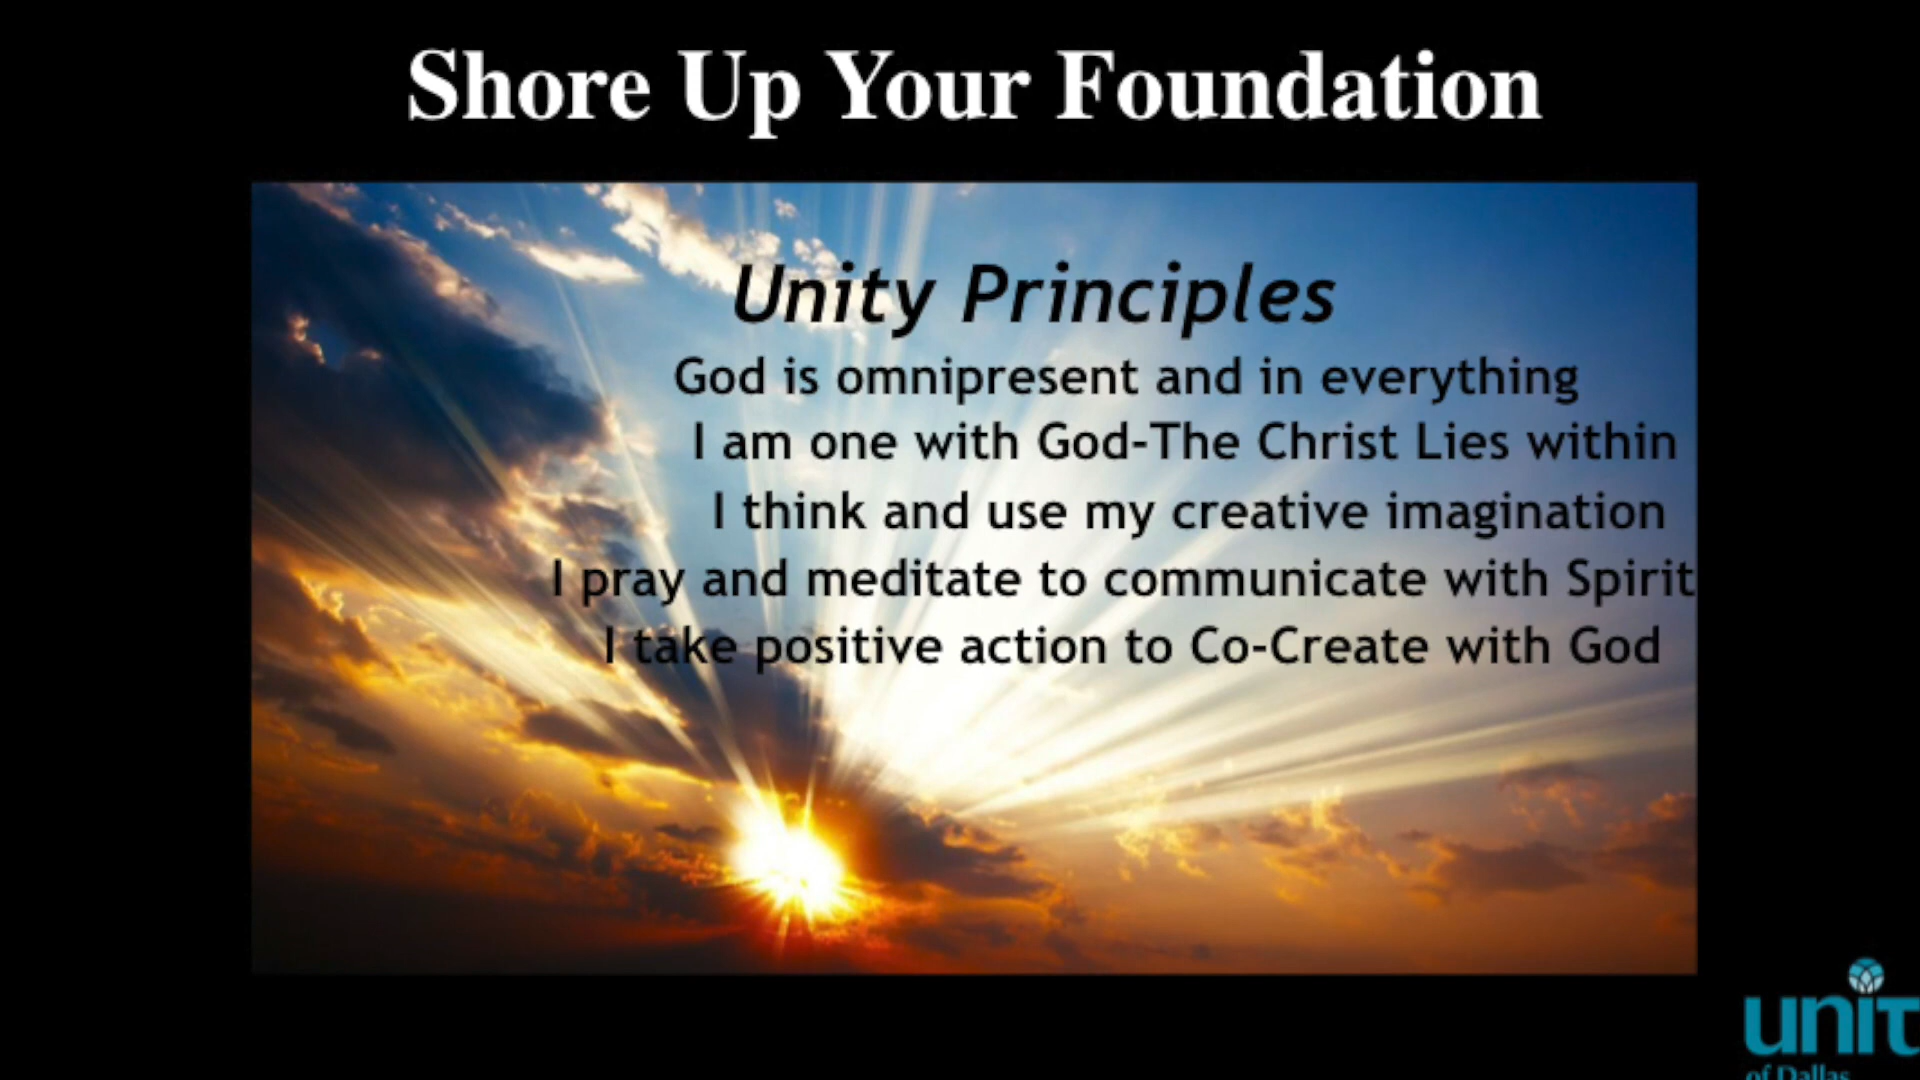 Shore Up Your Foundation
Unity Principles
God is omnipresent and in everything
I am one with God-The Christ Lies within
I think and use my creative imagination
I pray and meditate to communicate with Spirit
I take positive action to Co-Create with God
unit
of Dallas